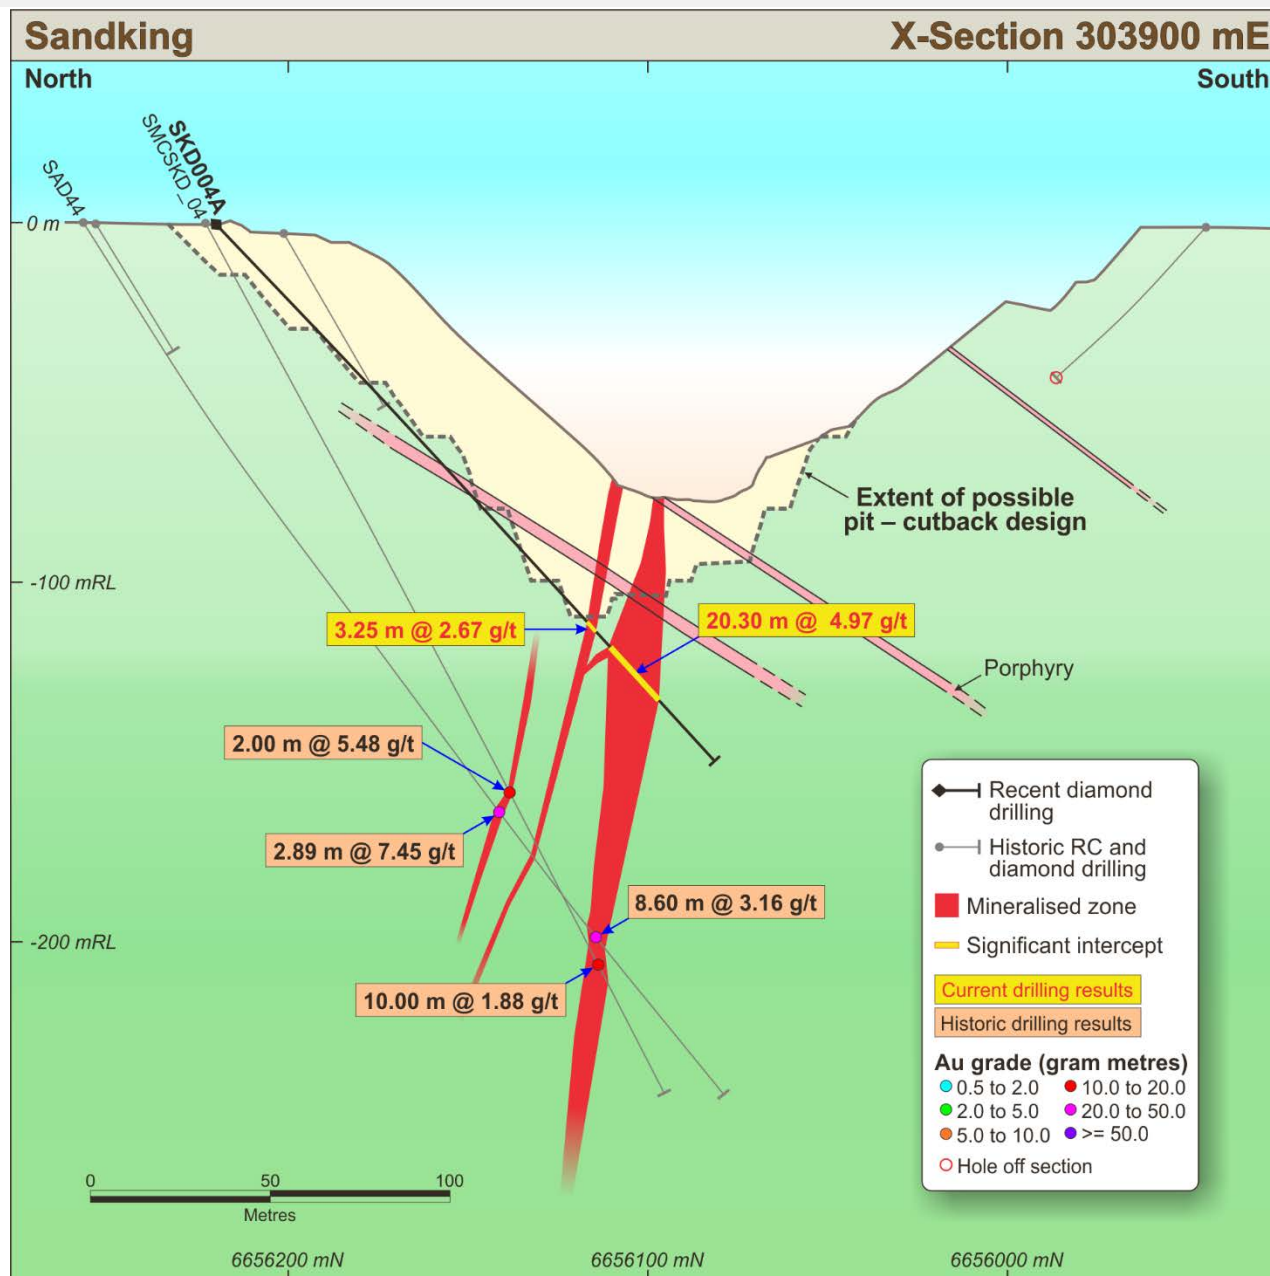 Sandking
X-Section 303900 mE
North
South
SAD44
SMCSKD_04
SKD004A
0 m
Extent of possible
pit – cutback design
-100 mRL
3.25 m @ 2.67 g/t
20.30 m @ 4.97 g/t
Porphyry
2.00 m @ 5.48 g/t
2.89 m @ 7.45 g/t
8.60 m @ 3.16 g/t
-200 mRL
10.00 m @ 1.88 g/t
Recent diamond
drilling
Historic RC and
diamond drilling
Mineralised zone
Significant intercept
Current drilling results
Historic drilling results
Au grade (gram metres)
0.5 to 2.0
10.0 to 20.0
2.0 to 5.0
20.0 to 50.0
5.0 to 10.0
>= 50.0
Hole off section
0 50 100
Metres
6656200 mN
6656100 mN
6656000 mN